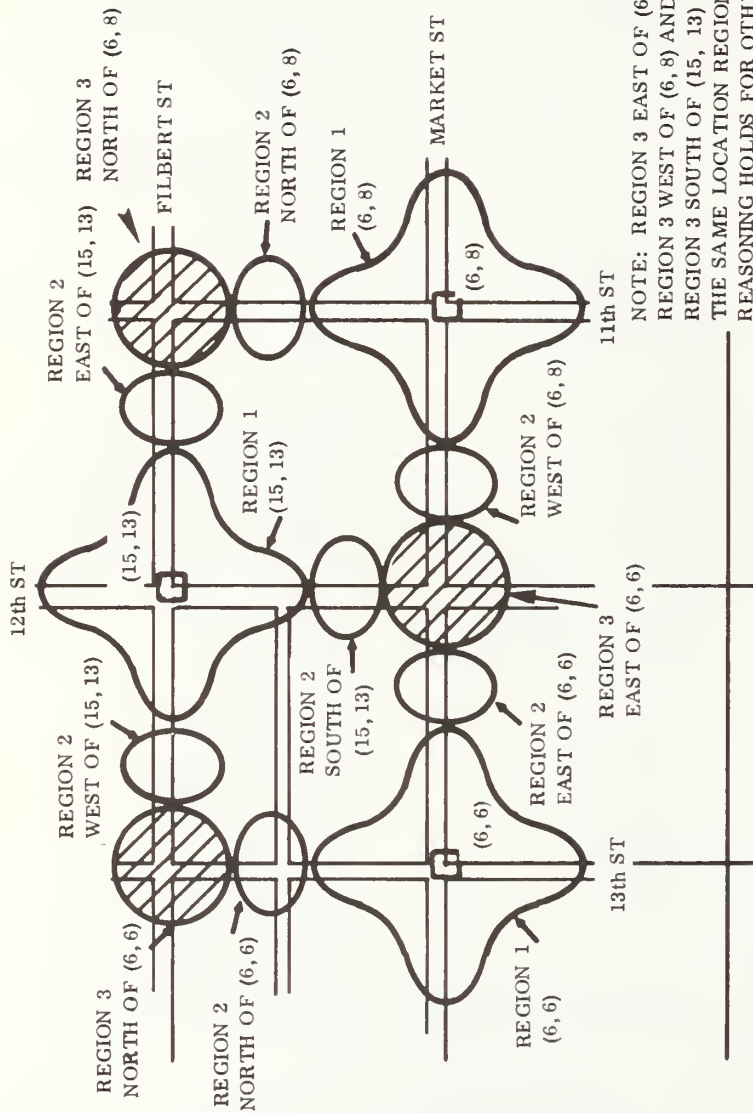 12th ST
REGION 2
EAST OF (15, 13)
REGION 3
NORTH OF (6, 8)
FILBERT ST
REGION 2
WEST OF (15, 13)
(15, 13)
REGION 1
(15, 13)
REGION 2
NORTH OF (6, 8)
REGION 3
NORTH OF (6, 6)
REGION 2
NORTH OF (6, 6)
REGION 2
SOUTH OF
(15, 13)
REGION 1
(6, 8)
MARKET ST
(6, 6)
(6, 8)
REGION 1
(6, 6)
REGION 2
EAST OF (6, 6)
REGION 2
WEST OF (6, 8)
13th ST
REGION 3
EAST OF (6, 6)
11th ST
NOTE: REGION 3 EAST OF (6
REGION 3 WEST OF (6, 8) AND
REGION 3 SOUTH OF (15, 13)
THE SAME LOCATION REGION
REASONING HOLDS FOR